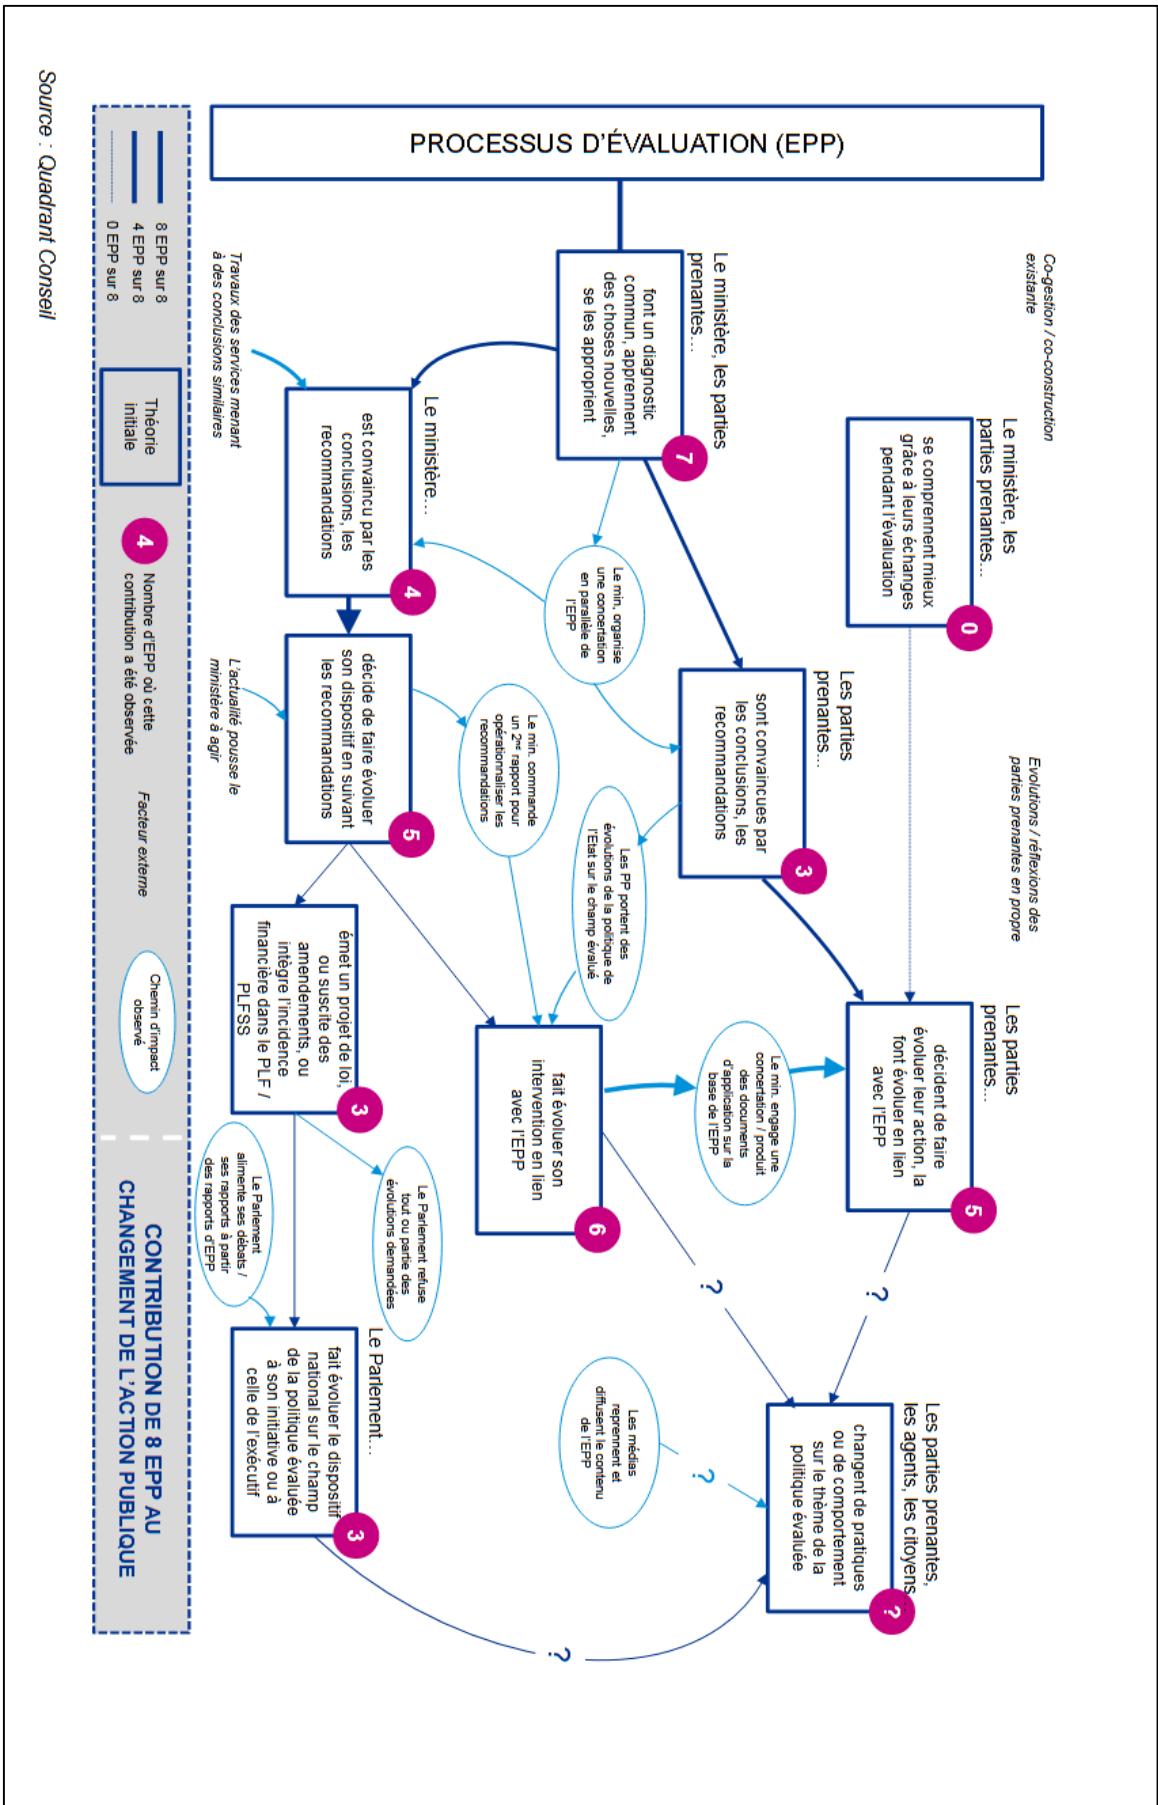 PROCESSUS D'ÉVALUATION (EPP)
Co-gestion / co-construction
existante
Le ministère, les
parties prenantes...
se comprennent mieux
grâce à leurs échanges
pendant l'évaluation
0
Evolutions / réflexions des
parties prenantes en propre
Les parties
prenantes...
décident de faire
évoluer leur action, la
font évoluer en lien
avec l'EPP
5
?
Les parties prenantes,
les agents, les citoyens...
changent de pratiques
ou de comportement
sur le thème de la
politique évaluée
?
Le ministère, les parties
prenantes...
font un diagnostic
commun, apprennent
des choses nouvelles,
se les approprient
7
Les parties
prenantes...
sont convaincues par
les conclusions, les
recommandations
3
Le min. engage une
concertation / produit
des documents
d'application sur la
base de l'EPP
?
Le min, organise
une concertation
en parallèle de
l'EPP
Les PP portent des
évolutions de la politique de
l'Etat sur le champ évalué
Les médias
reprennent et
diffusent le contenu
de l'EPP
?
Le min. commande
un 2nd rapport pour
opérationnaliser les
recommandations
fait évoluer son
intervention en lien
avec l'EPP
6
?
Le ministère...
est convaincu par les
conclusions, les
recommandations
4
décide de faire évoluer
son dispositif en suivant
les recommandations
5
Le Parlement refuse
tout ou partie des
évolutions demandées
Travaux des services menant
à des conclusions similaires
L'actualité pousse le
ministère à agir
émet un projet de loi,
ou suscite des
amendements, ou
intègre l'incidence
financière dans le PLF /
PLFSS
3
Le Parlement
alimente ses débats /
ses rapports à partir
des rapports d'EPP
Le Parlement...
fait évoluer le dispositif
national sur le champ
de la politique évaluée
à son initiative ou à
celle de l'exécutif
3
8 EPP sur 8
4 EPP sur 8
0 EPP sur 8
Théorie
initiale
4
Nombre d'EPP où cette
contribution a été observée
Facteur externe
Chemin d'impact
observé
CONTRIBUTION DE 8 EPP AU
CHANGEMENT DE L'ACTION PUBLIQUE
Source : Quadrant Conseil